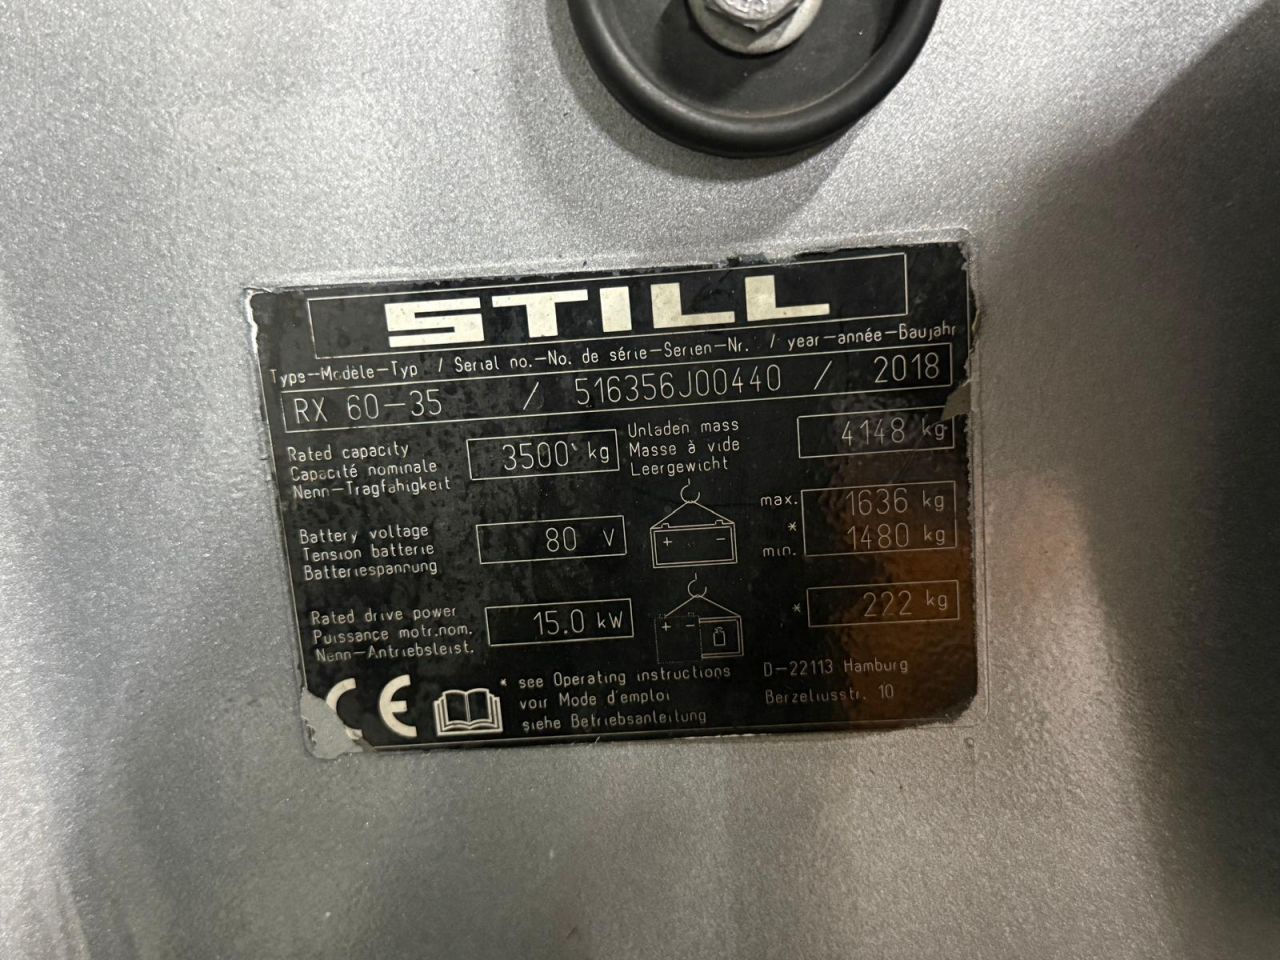 STILL
Type-Modèle-Typ / Serial no.-No. de série-Serien-Nr. / year-année-Baujahr
RX 60-35 / 516356J00440 / 2018
Rated capacity
Capacité nominale
Nenn-Tragfähigkeit
3500 kg
Unladen mass
Masse à vide
Leergewicht
4148 kg
Battery voltage
Tension batterie
Batteriespannung
80 V
+ -
max. 1636 kg
*
min. 1480 kg
Rated drive power
Puissance motr.nom.
Nenn-Antriebsleist.
15.0 kW
+ -
* 222 kg
CE
* see Operating instructions
voir Mode d'emploi
siehe Betriebsanleitung
D-22113 Hamburg
Berzeliusstr. 10